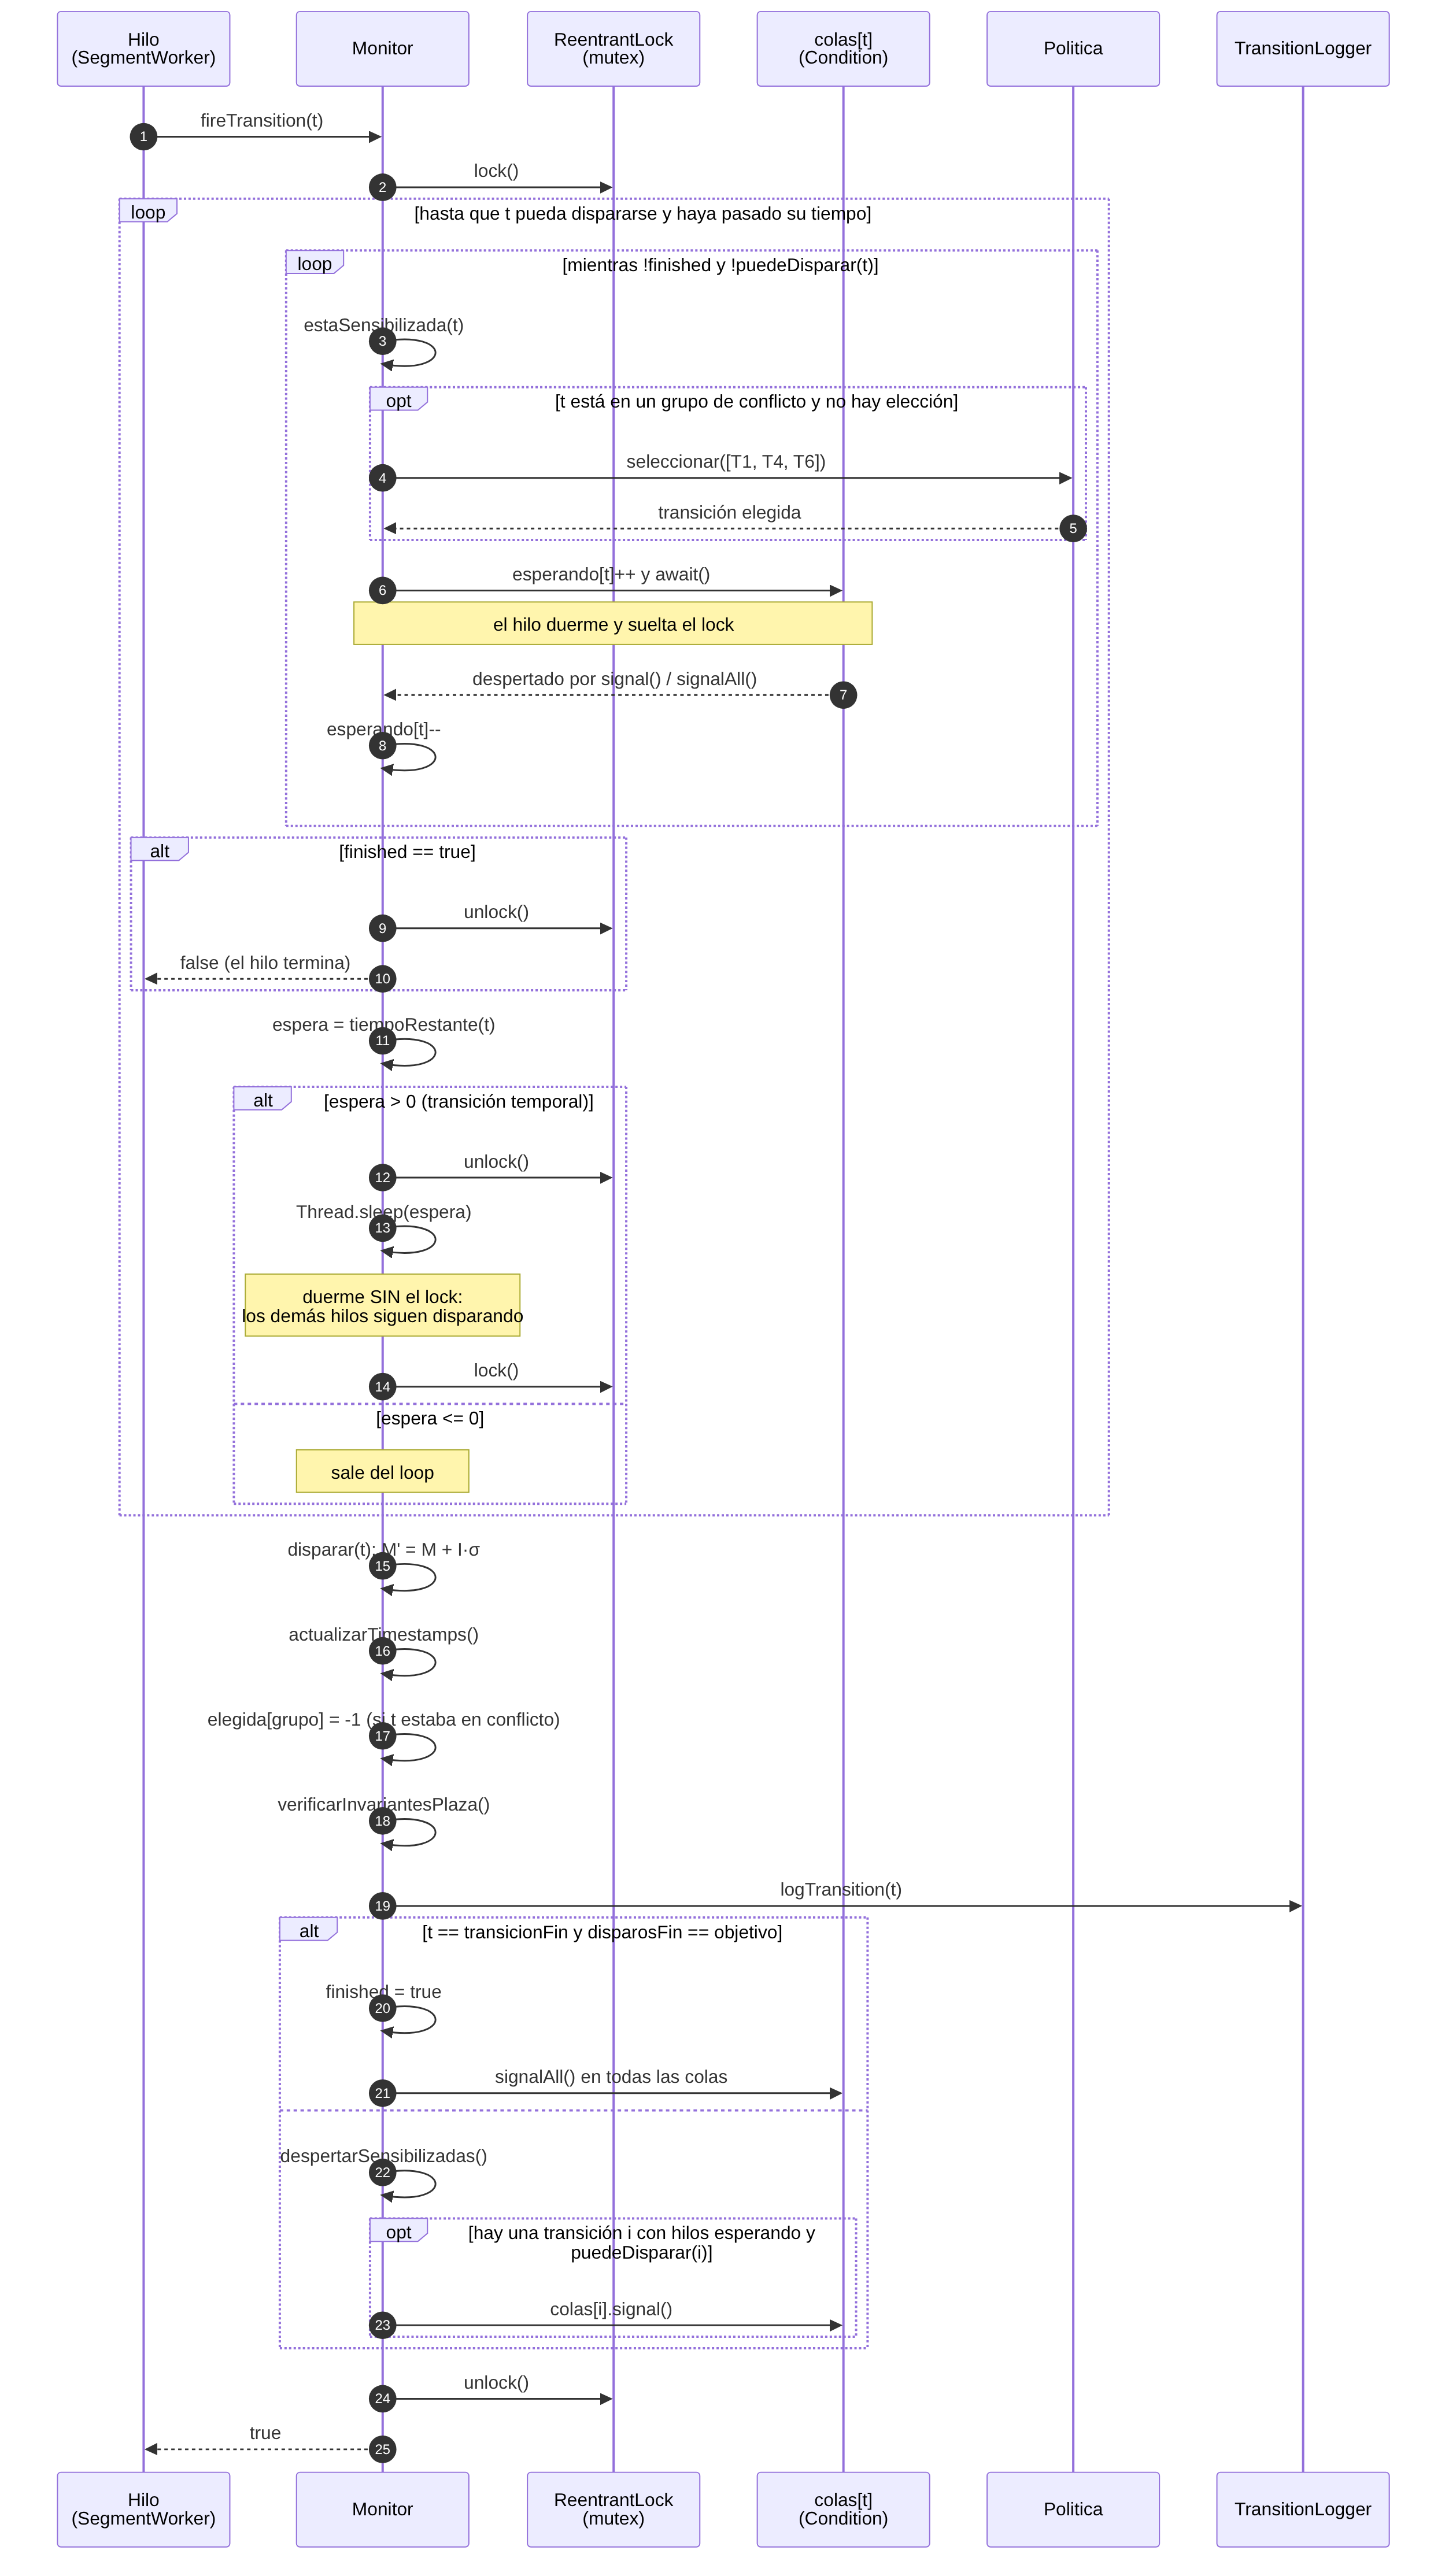 Hilo
(SegmentWorker)
Monitor
ReentrantLock
(mutex)
colas[t]
(Condition)
Politica
TransitionLogger
fireTransition(t)
1
lock()
2
loop
[hasta que t pueda dispararse y haya pasado su tiempo]
loop
[mientras !finished y !puedeDisparar(t)]
estaSensibilizada(t)
3
opt
[t está en un grupo de conflicto y no hay elección]
seleccionar([T1, T4, T6])
4
transición elegida
5
esperando[t]++ y await()
6
el hilo duerme y suelta el lock
despertado por signal() / signalAll()
7
esperando[t]--
8
alt
[finished == true]
unlock()
9
false (el hilo termina)
10
espera = tiempoRestante(t)
11
alt
[espera > 0 (transición temporal)]
unlock()
12
Thread.sleep(espera)
13
duerme SIN el lock:
los demás hilos siguen disparando
lock()
14
[espera <= 0]
sale del loop
disparar(t): M' = M + I·σ
15
actualizarTimestamps()
16
elegida[grupo] = -1 (si t estaba en conflicto)
17
verificarInvariantesPlaza()
18
logTransition(t)
19
alt
[t == transicionFin y disparosFin == objetivo]
finished = true
20
signalAll() en todas las colas
21
despertarSensibilizadas()
22
opt
[hay una transición i con hilos esperando y
puedeDisparar(i)]
colas[i].signal()
23
unlock()
24
true
25
Hilo
(SegmentWorker)
Monitor
ReentrantLock
(mutex)
colas[t]
(Condition)
Politica
TransitionLogger